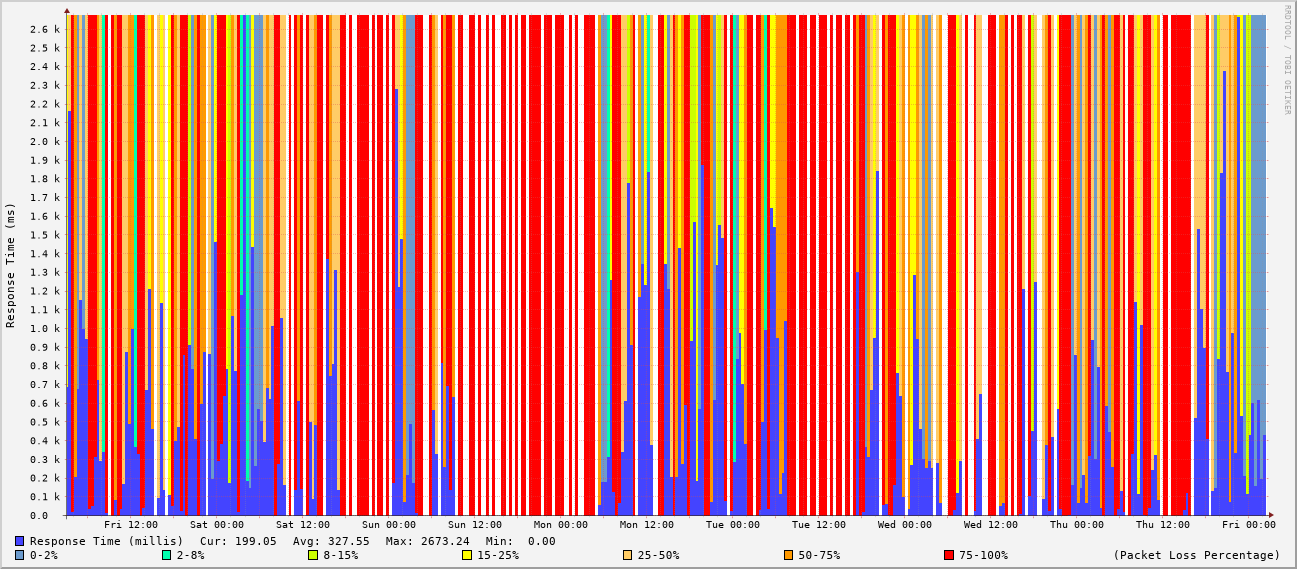 RRDTOOL / TOBI OETIKER
Response Time (ms)
2.6 k
2.5 k
2.4 k
2.3 k
2.2 k
2.1 k
2.0 k
1.9 k
1.8 k
1.7 k
1.6 k
1.5 k
1.4 k
1.3 k
1.2 k
1.1 k
1.0 k
0.9 k
0.8 k
0.7 k
0.6 k
0.5 k
0.4 k
0.3 k
0.2 k
0.1 k
0.0
Fri 12:00 Sat 00:00 Sat 12:00 Sun 00:00 Sun 12:00 Mon 00:00 Mon 12:00 Tue 00:00 Tue 12:00 Wed 00:00 Wed 12:00 Thu 00:00 Thu 12:00 Fri 00:00
Response Time (millis) Cur: 199.05 Avg: 327.55 Max: 2673.24 Min: 0.00
0-2% 2-8% 8-15% 15-25% 25-50% 50-75% 75-100% (Packet Loss Percentage)